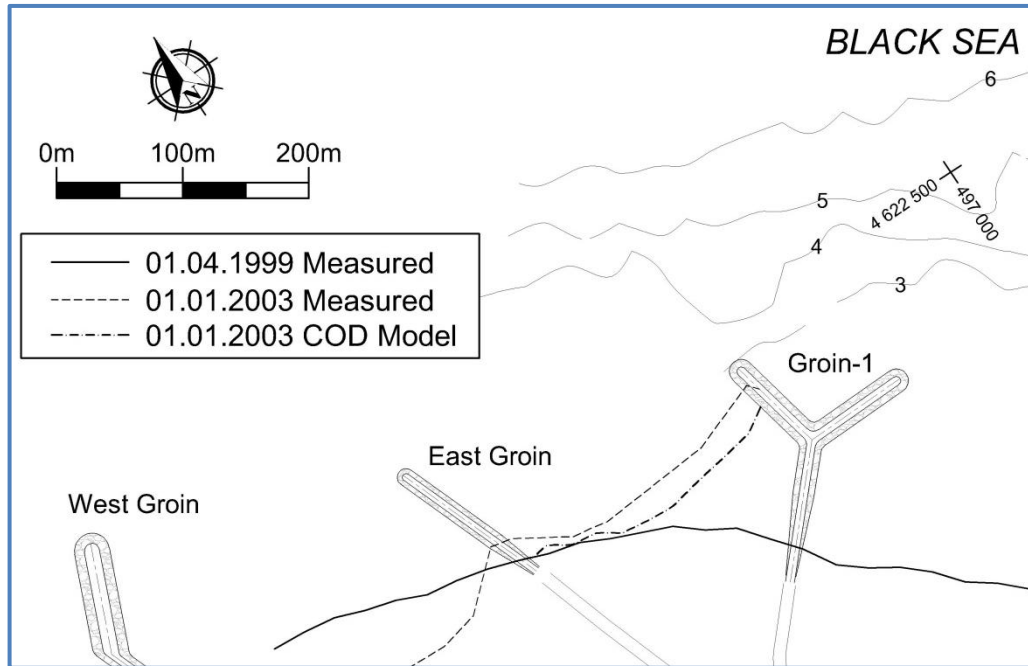 BLACK SEA
N
0m 100m 200m
6
5
4
3
4 622 500
497 000
01.04.1999 Measured
01.01.2003 Measured
01.01.2003 COD Model
Groin-1
East Groin
West Groin